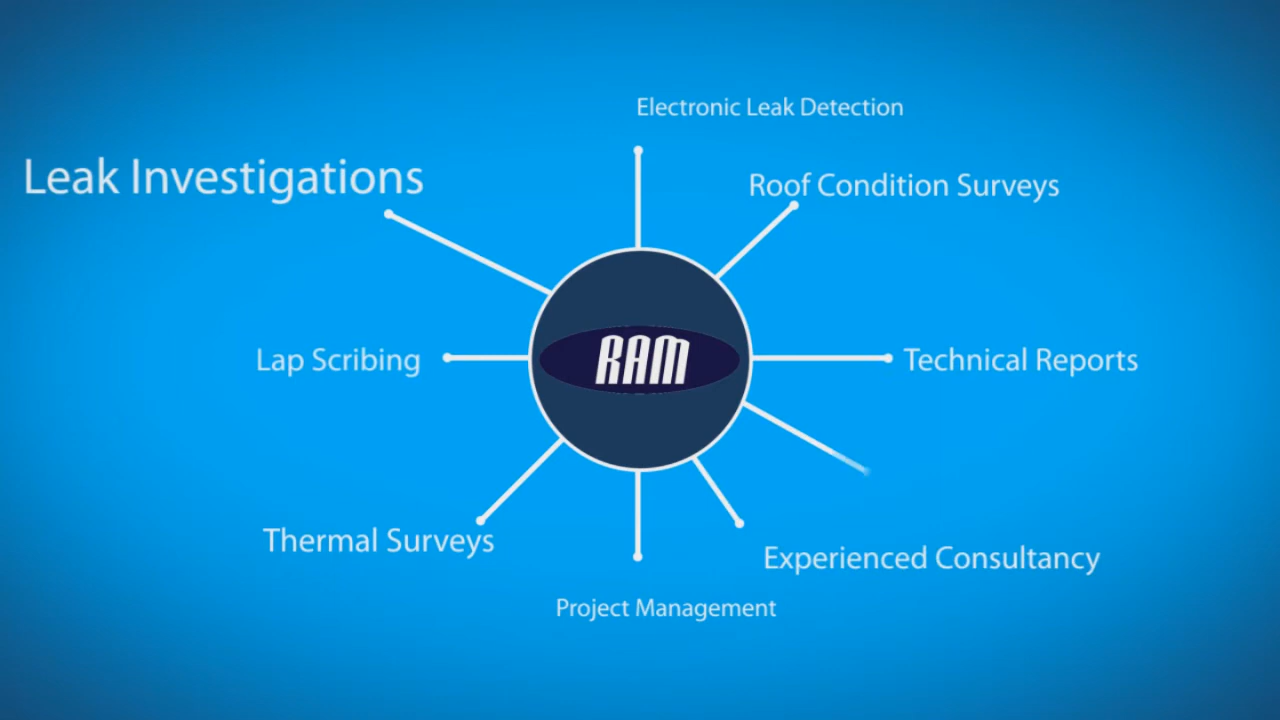 Electronic Leak Detection
Leak Investigations
Roof Condition Surveys
RAM
Lap Scribing
Technical Reports
Thermal Surveys
Experienced Consultancy
Project Management